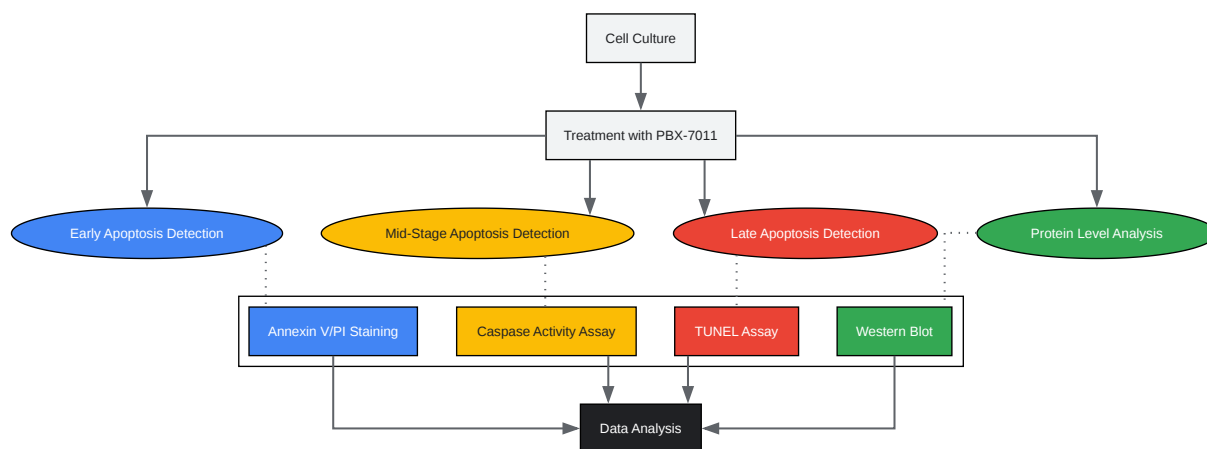 Cell Culture
Treatment with PBX-7011
Early Apoptosis Detection
Mid-Stage Apoptosis Detection
Late Apoptosis Detection
Protein Level Analysis
Annexin V/PI Staining
Caspase Activity Assay
TUNEL Assay
Western Blot
Data Analysis